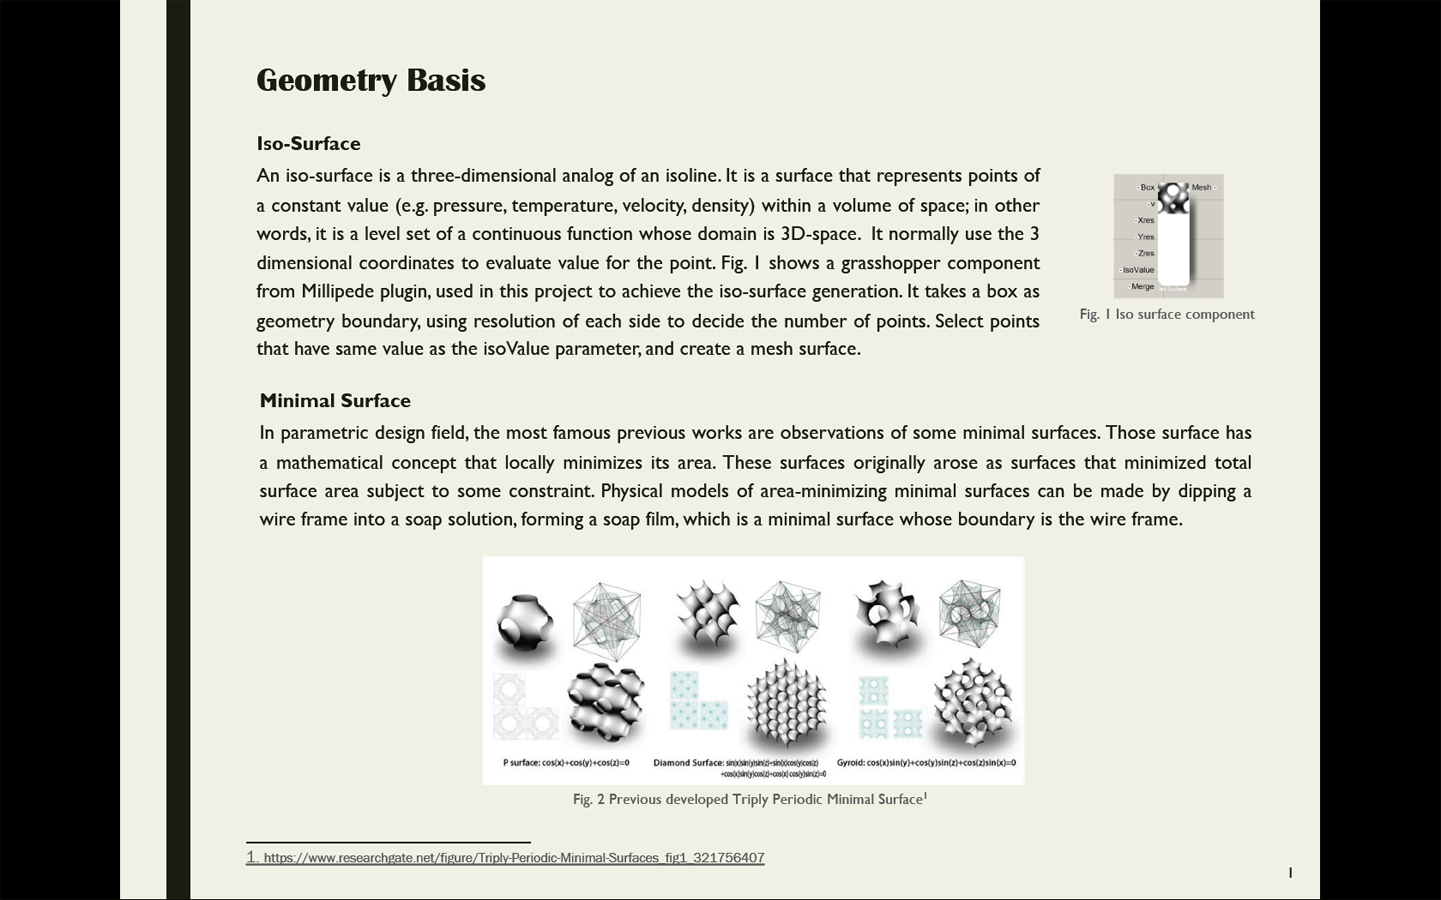 Geometry Basis
Iso-Surface
An iso-surface is a three-dimensional analog of an isoline. It is a surface that represents points of
a constant value (e.g. pressure, temperature, velocity, density) within a volume of space; in other
words, it is a level set of a continuous function whose domain is 3D-space. It normally use the 3
dimensional coordinates to evaluate value for the point. Fig. 1 shows a grasshopper component
from Millipede plugin, used in this project to achieve the iso-surface generation. It takes a box as
geometry boundary, using resolution of each side to decide the number of points. Select points
that have same value as the isoValue parameter, and create a mesh surface.
Box Mesh
v
Xres
Yres
Zres
IsoValue
Merge
Fig. 1 Iso surface component
Minimal Surface
In parametric design field, the most famous previous works are observations of some minimal surfaces. Those surface has
a mathematical concept that locally minimizes its area. These surfaces originally arose as surfaces that minimized total
surface area subject to some constraint. Physical models of area-minimizing minimal surfaces can be made by dipping a
wire frame into a soap solution, forming a soap film, which is a minimal surface whose boundary is the wire frame.
P surface: cos(x)+cos(y)+cos(z)=0
Diamond Surface: sin(x)sin(y)sin(z)+sin(x)cos(y)cos(z)
+cos(x)sin(y)cos(z)+cos(x) cos(y)sin(z)=0
Gyroid: cos(x)sin(y)+cos(y)sin(z)+cos(z)sin(x)=0
Fig. 2 Previous developed Triply Periodic Minimal Surface1
1. https://www.researchgate.net/figure/Triply-Periodic-Minimal-Surfaces_fig1_321756407
1